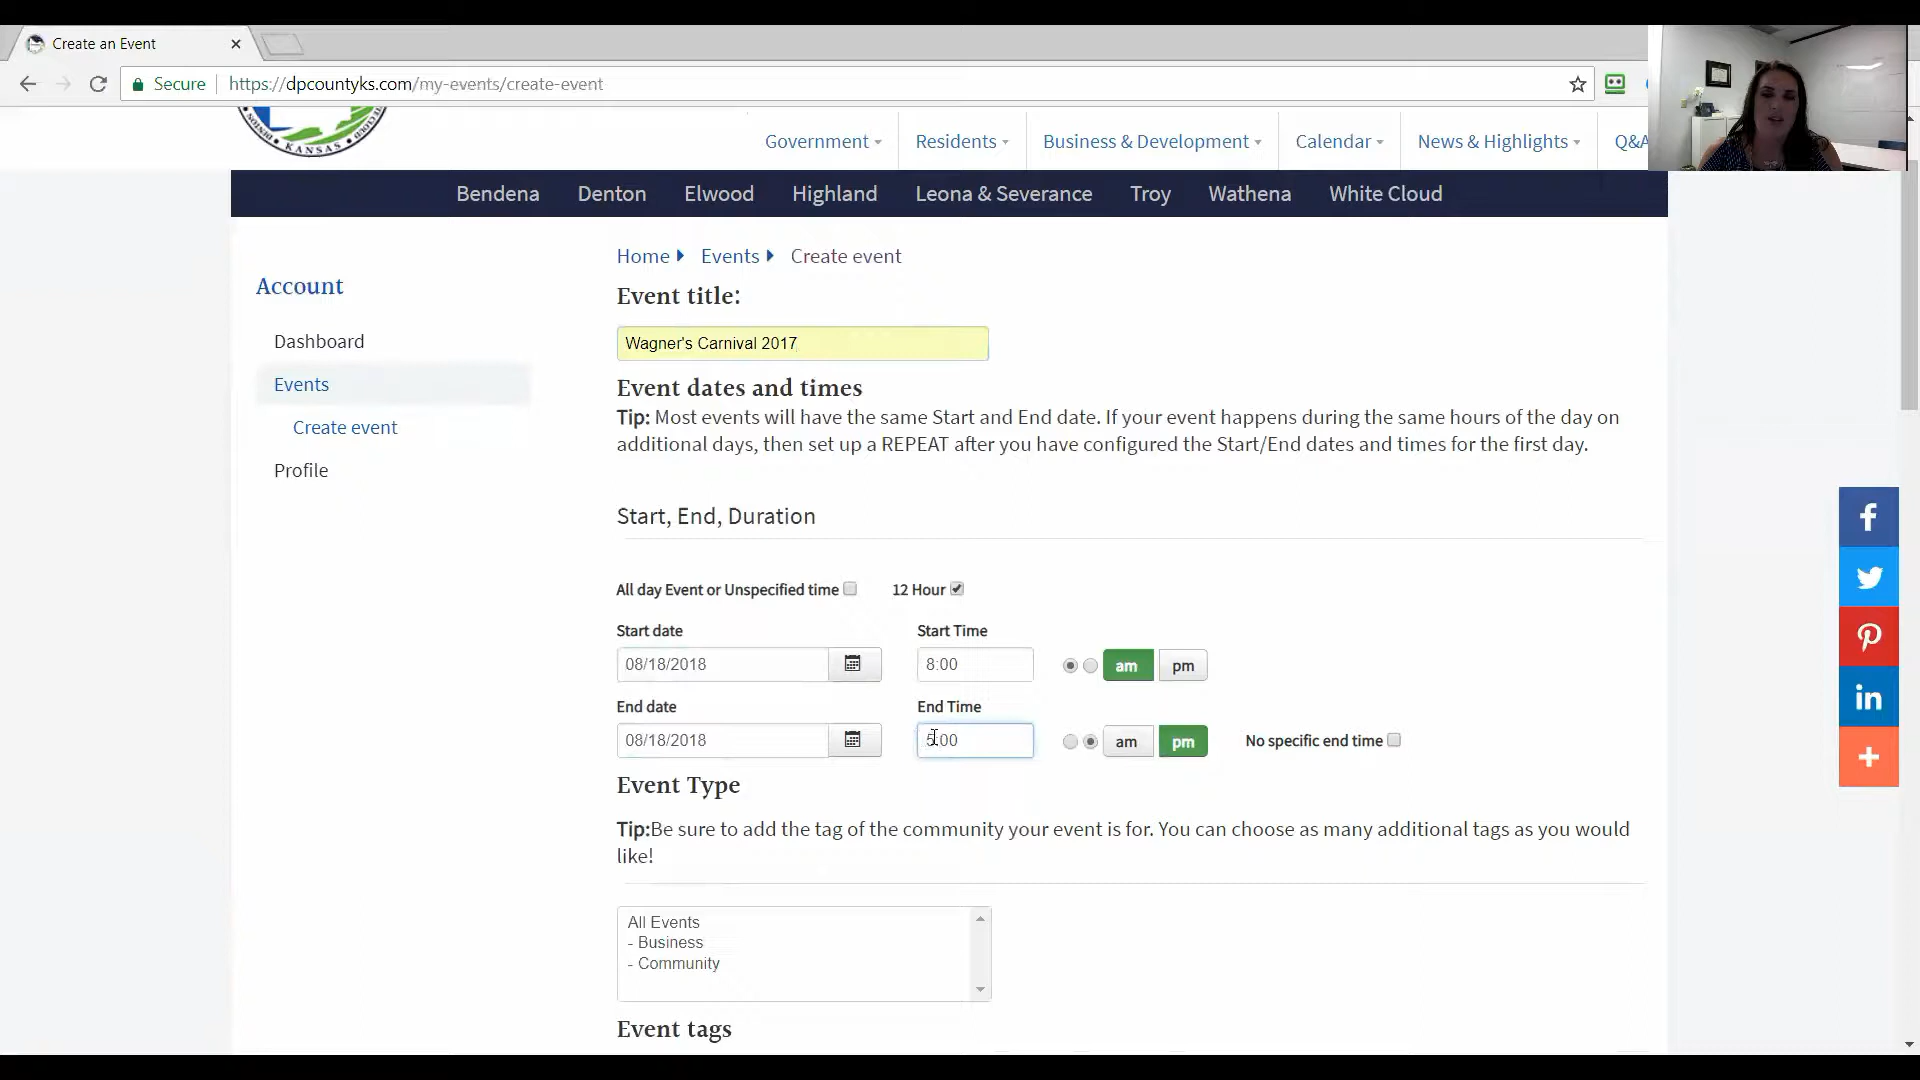 Create an Event
Secure https://dpcountyks.com/my-events/create-event
KANSAS
Government Residents Business & Development Calendar News & Highlights Q&A
Bendena Denton Elwood Highland Leona & Severance Troy Wathena White Cloud
Home Events Create event
Account
Dashboard
Events
Create event
Profile
Event title:
Wagner's Carnival 2017
Event dates and times
Tip: Most events will have the same Start and End date. If your event happens during the same hours of the day on
additional days, then set up a REPEAT after you have configured the Start/End dates and times for the first day.
Start, End, Duration
All day Event or Unspecified time 12 Hour
Start date Start Time
08/18/2018 8:00 am pm
End date End Time
08/18/2018 5:00 am pm No specific end time
Event Type
Tip:Be sure to add the tag of the community your event is for. You can choose as many additional tags as you would
like!
All Events
- Business
- Community
Event tags